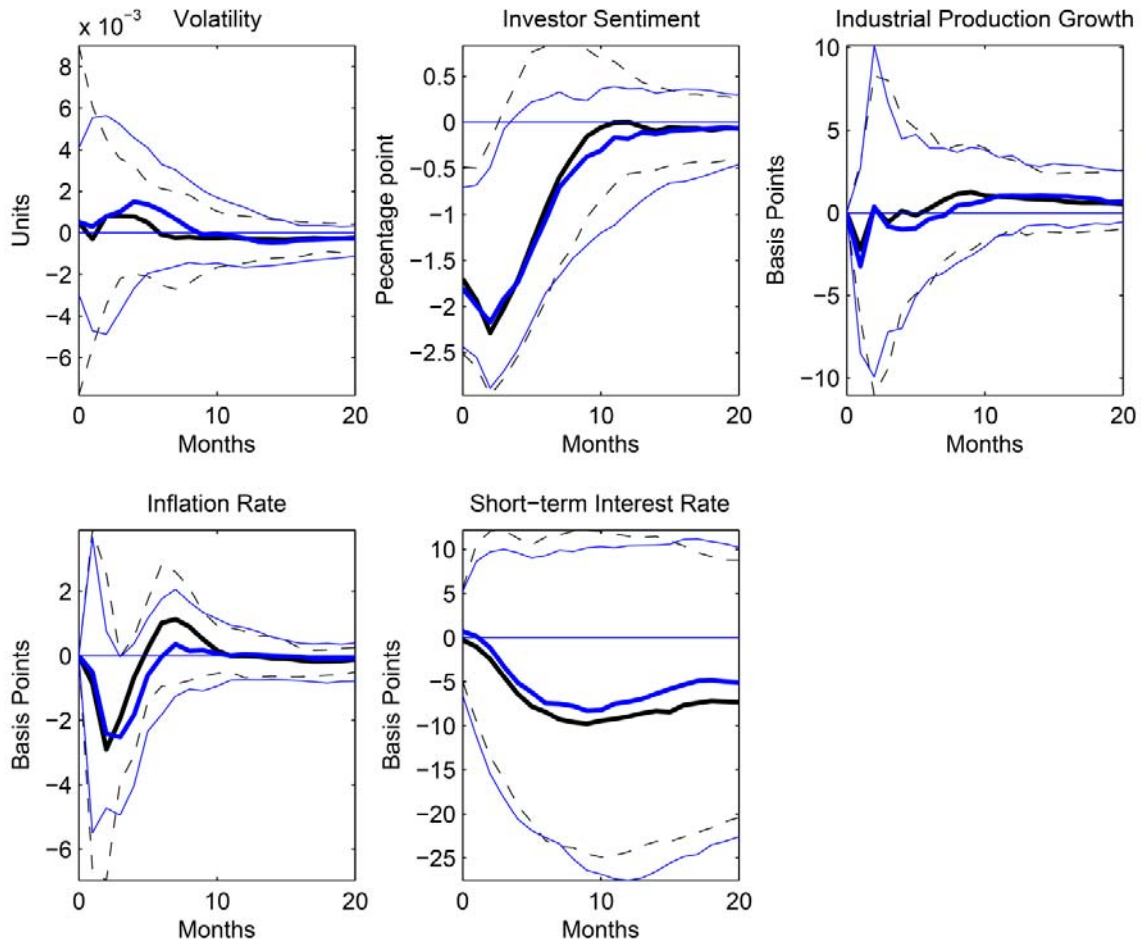 Volatility
x 10⁻³
8
6
4
2
0
−2
−4
−6
Units
0 10 20
Months
Investor Sentiment
0.5
0
−0.5
−1
−1.5
−2
−2.5
Pecentage point
0 10 20
Months
Industrial Production Growth
10
5
0
−5
−10
Basis Points
0 10 20
Months
Inflation Rate
2
0
−2
−4
−6
Basis Points
0 10 20
Months
Short−term Interest Rate
10
5
0
−5
−10
−15
−20
−25
Basis Points
0 10 20
Months